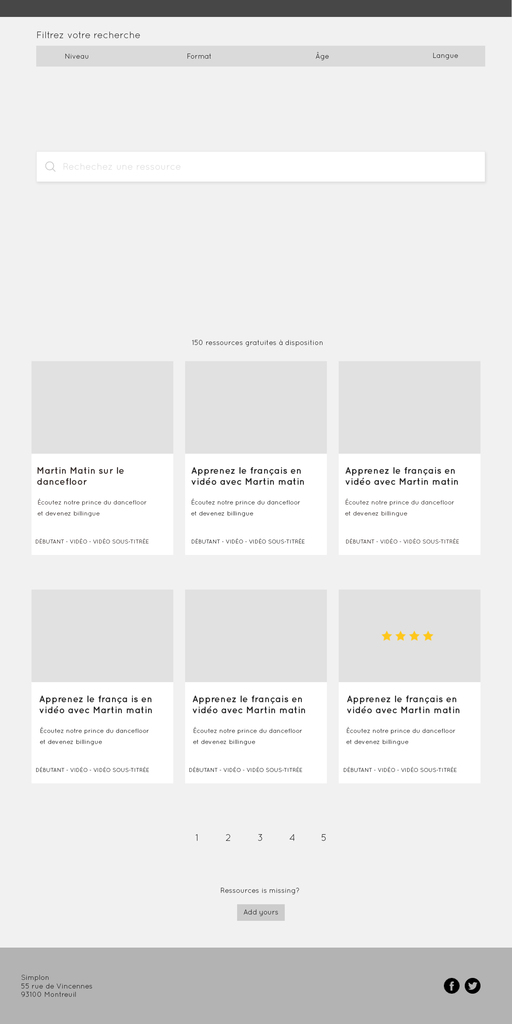 Filtrez votre recherche
Niveau Format Âge Langue
Rechechez une ressource
150 ressources gratuites à disposition
Martin Matin sur le
dancefloor
Écoutez notre prince du dancefloor
et devenez billingue
DÉBUTANT - VIDÉO - VIDÉO SOUS-TITRÉE
Apprenez le français en
vidéo avec Martin matin
Écoutez notre prince du dancefloor
et devenez billingue
DÉBUTANT - VIDÉO - VIDÉO SOUS-TITRÉE
Apprenez le français en
vidéo avec Martin matin
Écoutez notre prince du dancefloor
et devenez billingue
DÉBUTANT - VIDÉO - VIDÉO SOUS-TITRÉE
Apprenez le frança is en
vidéo avec Martin matin
Écoutez notre prince du dancefloor
et devenez billingue
DÉBUTANT - VIDÉO - VIDÉO SOUS-TITRÉE
Apprenez le français en
vidéo avec Martin matin
Écoutez notre prince du dancefloor
et devenez billingue
DÉBUTANT - VIDÉO - VIDÉO SOUS-TITRÉE
Apprenez le français en
vidéo avec Martin matin
Écoutez notre prince du dancefloor
et devenez billingue
DÉBUTANT - VIDÉO - VIDÉO SOUS-TITRÉE
1 2 3 4 5
Ressources is missing?
Add yours
Simplon
55 rue de Vincennes
93100 Montreuil